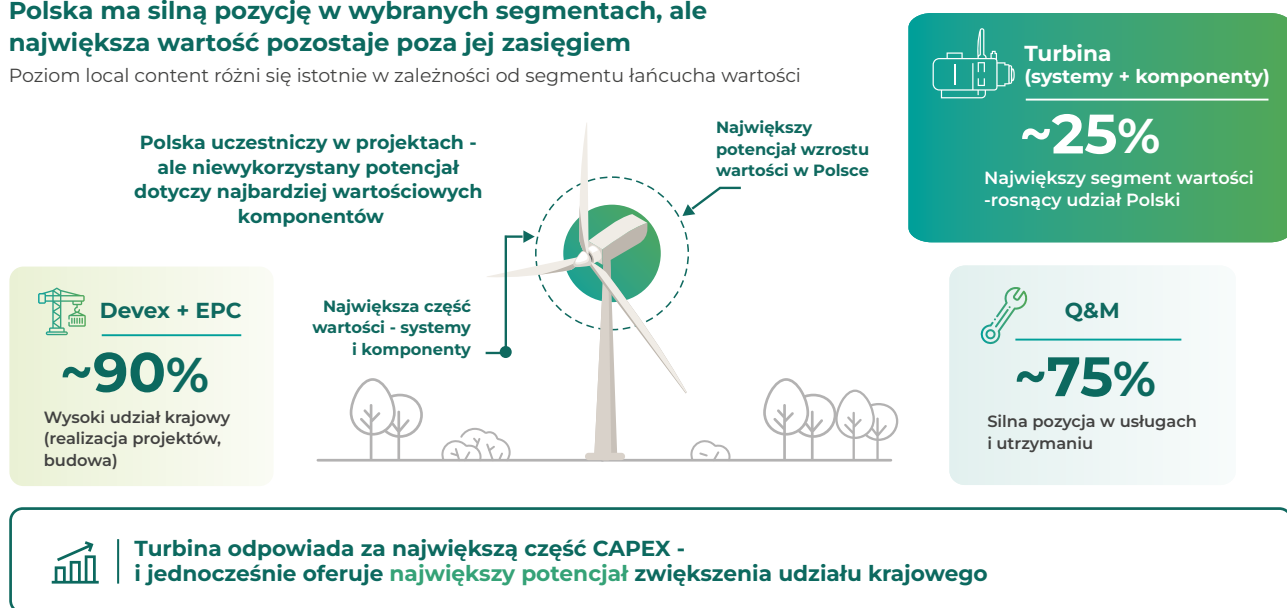 Polska ma silną pozycję w wybranych segmentach, ale
największa wartość pozostaje poza jej zasięgiem
Poziom local content różni się istotnie w zależności od segmentu łańcucha wartości
Polska uczestniczy w projektach -
ale niewykorzystany potencjał
dotyczy najbardziej wartościowych
komponentów
Największy
potencjał wzrostu
wartości w Polsce
Turbina
(systemy + komponenty)
~25%
Największy segment wartości
-rosnący udział Polski
Devex + EPC
~90%
Wysoki udział krajowy
(realizacja projektów,
budowa)
Największa część
wartości - systemy
i komponenty
Q&M
~75%
Silna pozycja w usługach
i utrzymaniu
Turbina odpowiada za największą część CAPEX -
i jednocześnie oferuje największy potencjał zwiększenia udziału krajowego